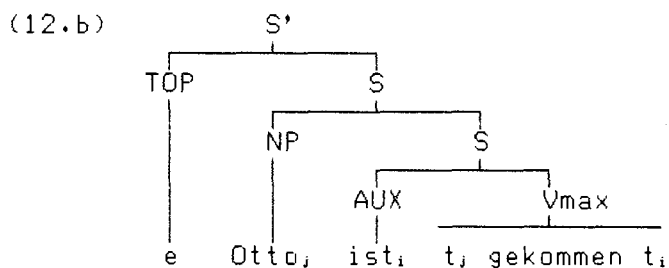 (12.b) S'
TOP S
NP S
AUX Vmax
e Ottoⱼ istᵢ tⱼ gekommen tᵢ